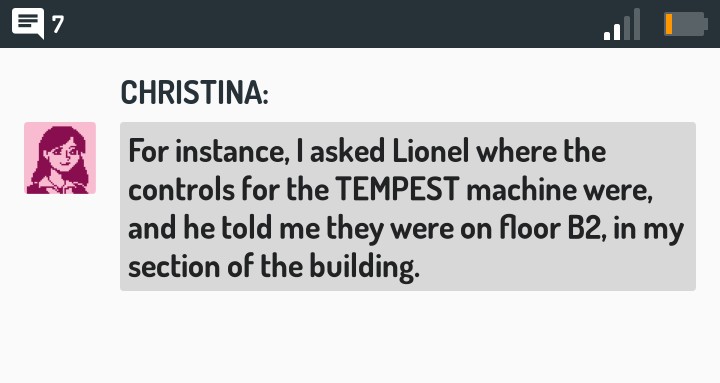 7
CHRISTINA:
For instance, I asked Lionel where the
controls for the TEMPEST machine were,
and he told me they were on floor B2, in my
section of the building.